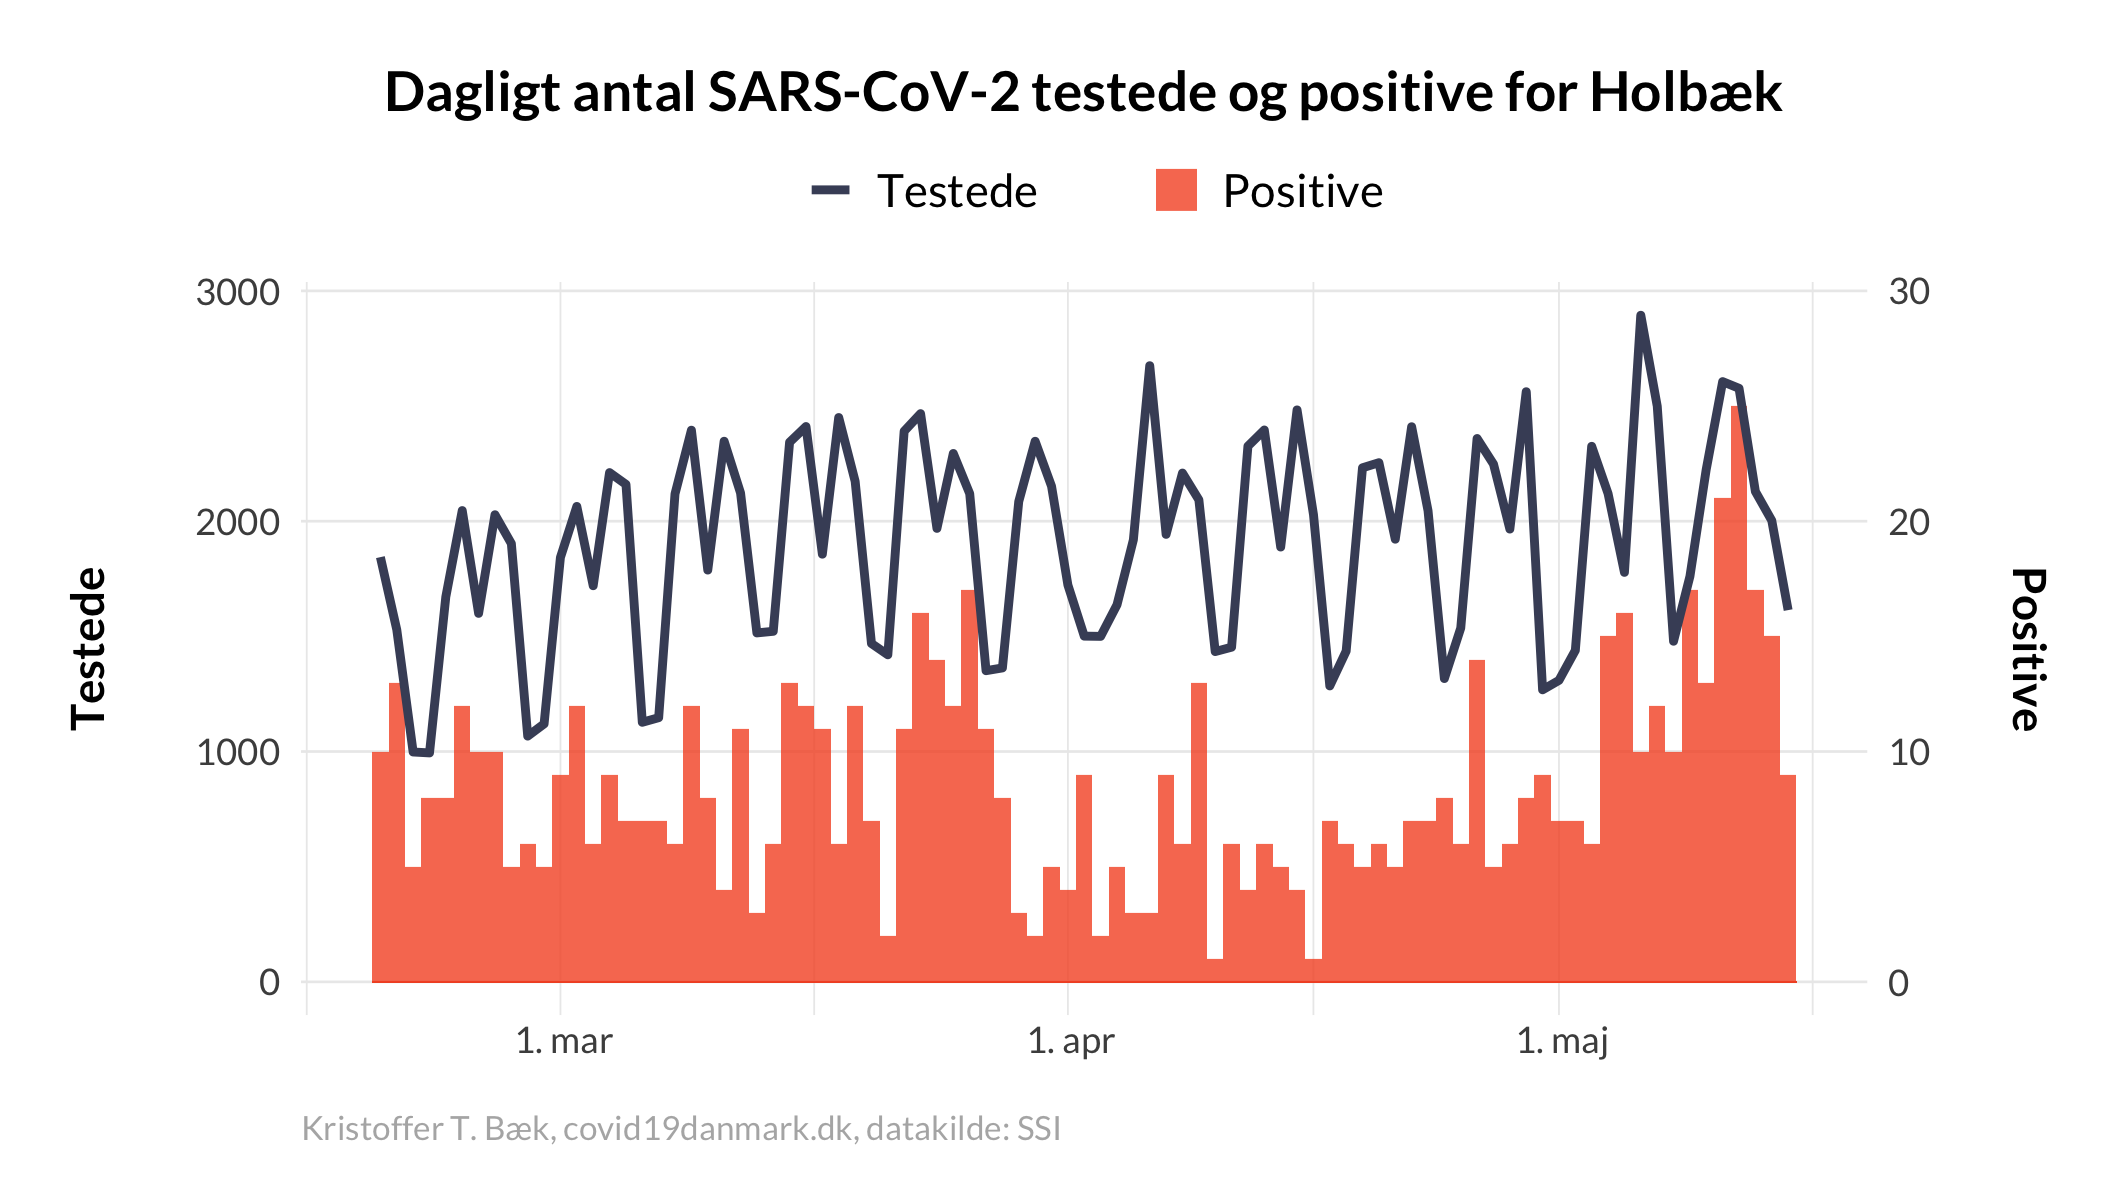 Dagligt antal SARS-CoV-2 testede og positive for Holbæk
Testede Positive
3000 30
2000 20
1000 10
0 0
Testede
Positive
1. mar 1. apr 1. maj
Kristoffer T. Bæk, covid19danmark.dk, datakilde: SSI